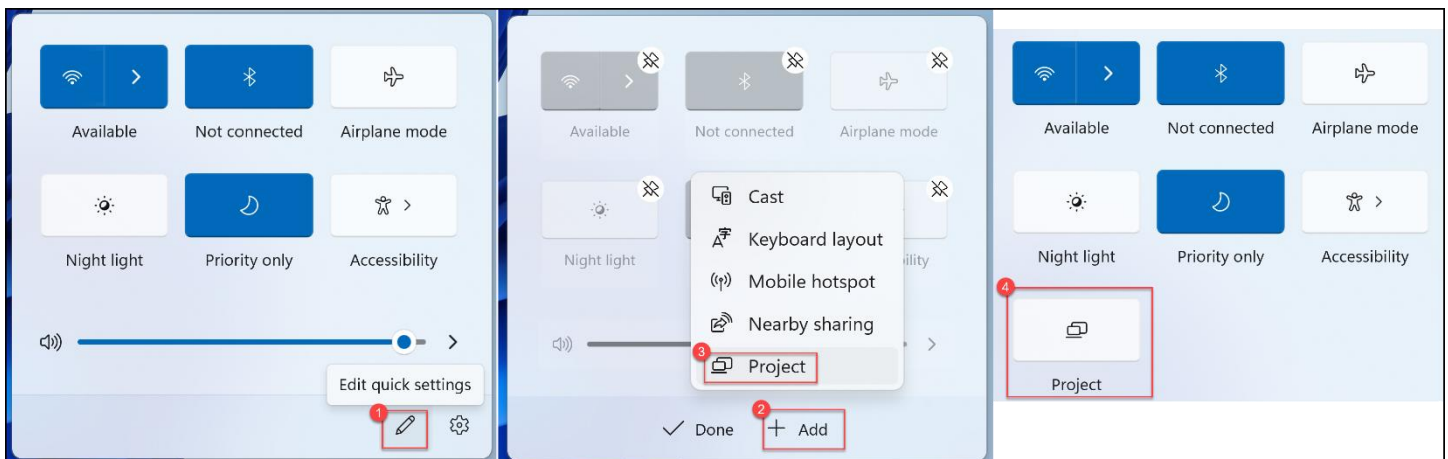 Available
Not connected
Airplane mode
Night light
Priority only
Accessibility
Edit quick settings
1
Available
Not connected
Airplane mode
Night light
ility
Cast
Keyboard layout
Mobile hotspot
Nearby sharing
3
Project
2
Done
Add
Available
Not connected
Airplane mode
Night light
Priority only
Accessibility
4
Project